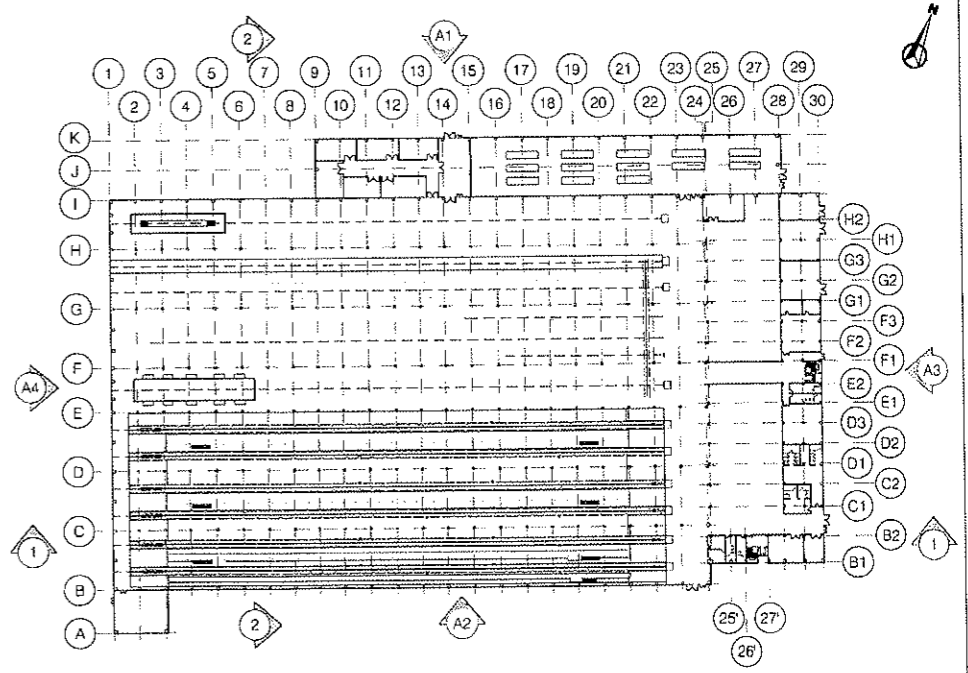 N
2 A1
1 3 5 7 9 11 13 15 17 19 21 23 25 27 29
2 4 6 8 10 12 14 16 18 20 22 24 26 28 30
K
J
I
H2
H H1
G3
G2
G G1
F3
F2
F F1
A4 A3
E2
E E1
D3
D2
D D1
C2
C1
C B2
1 1
B1
B
25' 27'
A 2 A2
26'